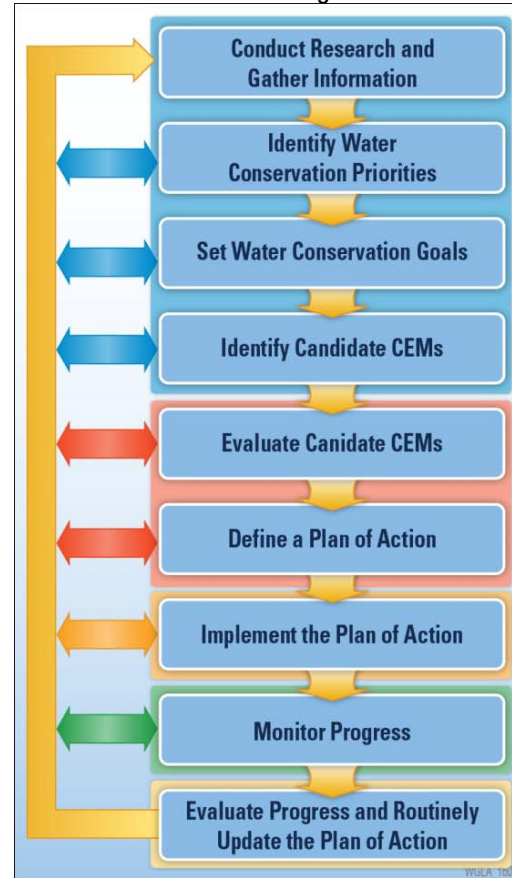 Conduct Research and
Gather Information
Identify Water
Conservation Priorities
Set Water Conservation Goals
Identify Candidate CEMs
Evaluate Canidate CEMs
Define a Plan of Action
Implement the Plan of Action
Monitor Progress
Evaluate Progress and Routinely
Update the Plan of Action